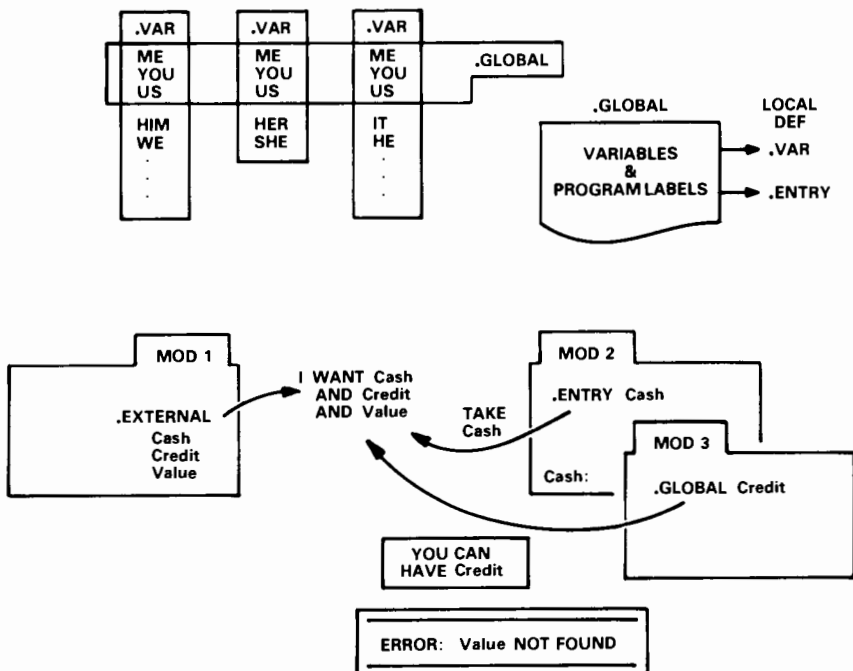 .VAR
ME
YOU
US
HIM
WE
.
.
.
.VAR
ME
YOU
US
HER
SHE
.VAR
ME
YOU
US
IT
HE
.
.
.
.GLOBAL
.GLOBAL
VARIABLES
&
PROGRAM LABELS
LOCAL
DEF
.VAR
.ENTRY
MOD 1
.EXTERNAL
Cash
Credit
Value
I WANT Cash
AND Credit
AND Value
TAKE
Cash
MOD 2
.ENTRY Cash
Cash:
MOD 3
.GLOBAL Credit
YOU CAN
HAVE Credit
ERROR: Value NOT FOUND